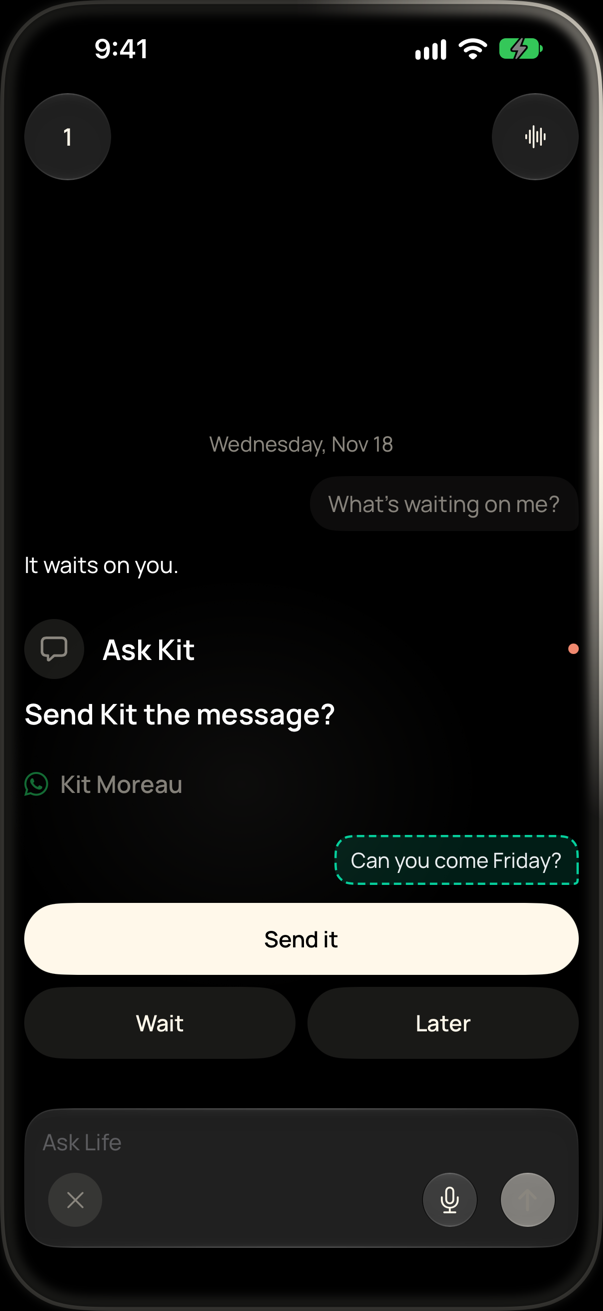 9:41
1
Wednesday, Nov 18
What's waiting on me?
It waits on you.
Ask Kit
Send Kit the message?
Kit Moreau
Can you come Friday?
Send it
Wait
Later
Ask Life